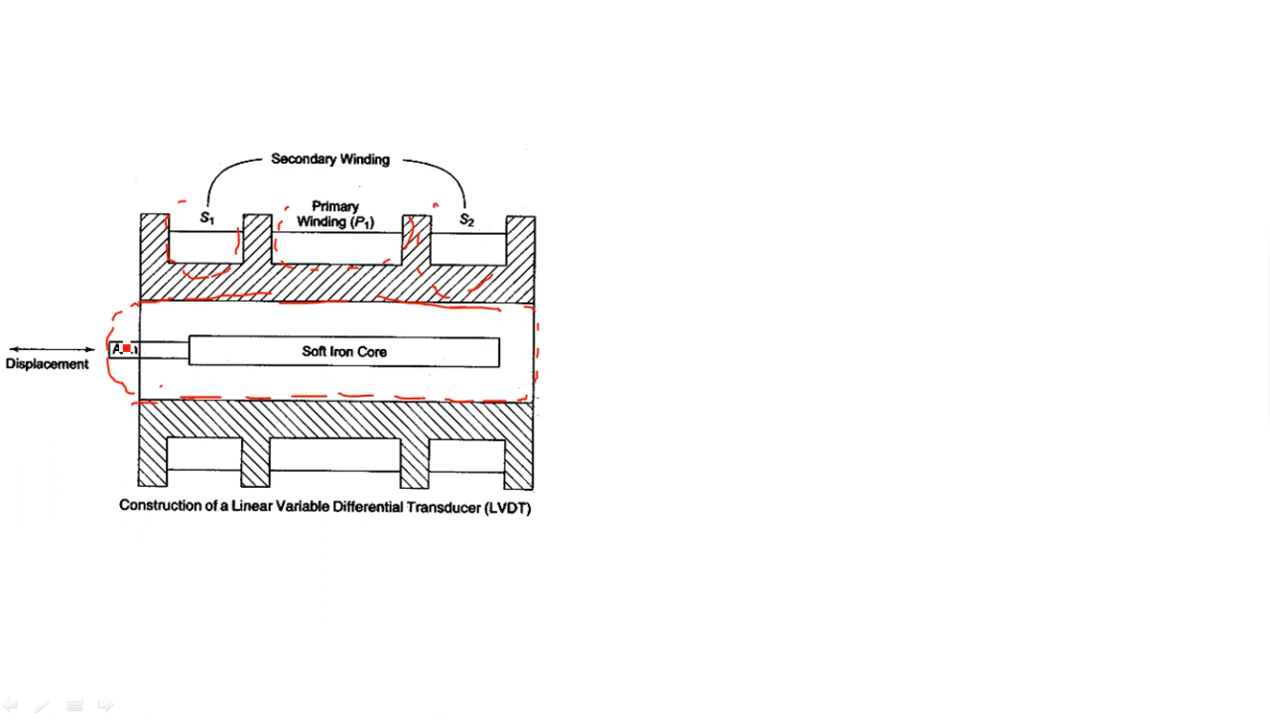 Secondary Winding
S1
Primary
Winding (P1)
S2
Displacement
Soft Iron Core
Construction of a Linear Variable Differential Transducer (LVDT)